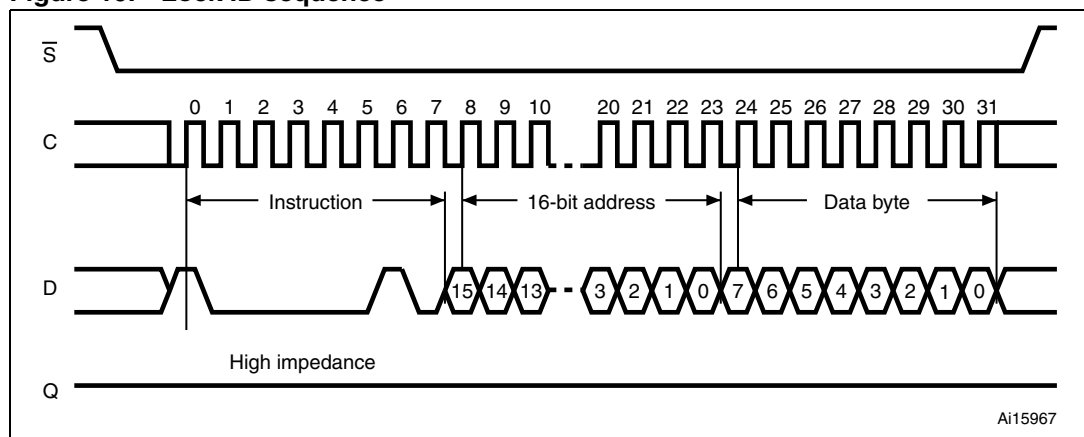 Figure Lock ID sequence
S̅
0 1 2 3 4 5 6 7 8 9 10 20 21 22 23 24 25 26 27 28 29 30 31
C
Instruction 16-bit address Data byte
D
15 14 13 3 2 1 0 7 6 5 4 3 2 1 0
High impedance
Q
Ai15967